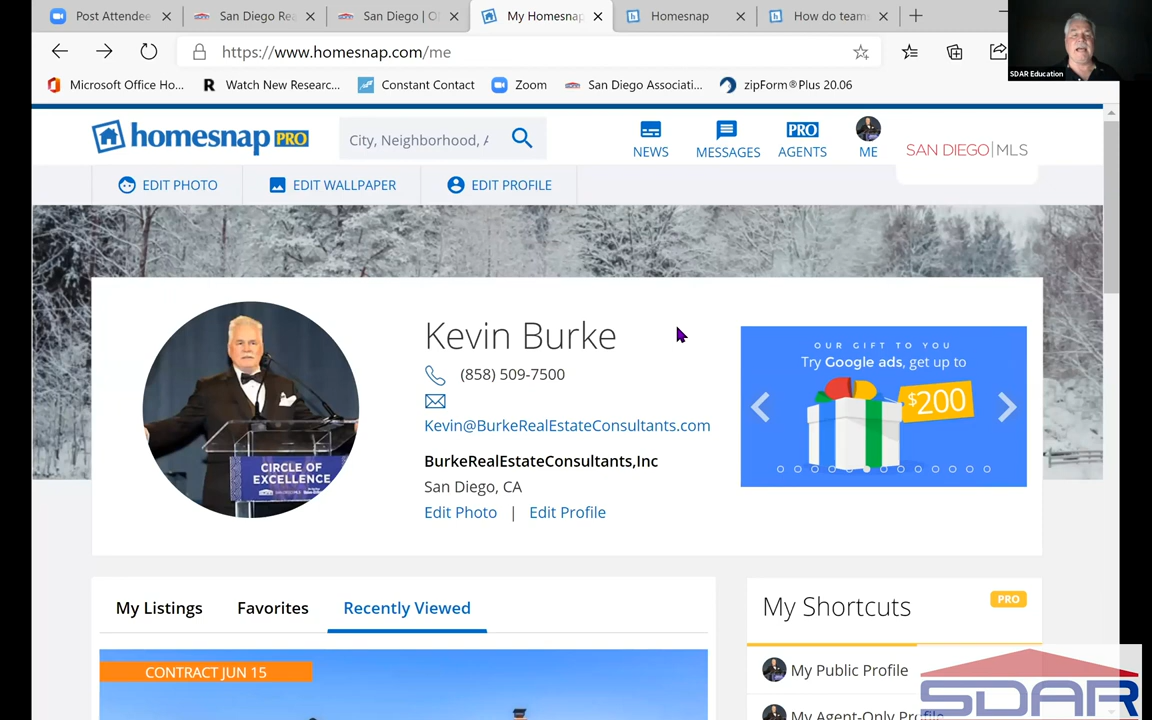 Post Attendee
San Diego Rea
San Diego | O
My Homesnap
Homesnap
How do team
https://www.homesnap.com/me
SDAR Education
Microsoft Office Ho...
Watch New Researc...
Constant Contact
Zoom
San Diego Associati...
zipForm®Plus 20.06
homesnap PRO
City, Neighborhood, A
NEWS
MESSAGES
PRO
AGENTS
ME
SAN DIEGO|MLS
EDIT PHOTO
EDIT WALLPAPER
EDIT PROFILE
Kevin Burke
(858) 509-7500
Kevin@BurkeRealEstateConsultants.com
BurkeRealEstateConsultants,Inc
San Diego, CA
Edit Photo | Edit Profile
CIRCLE OF
EXCELLENCE
OUR GIFT TO YOU
Try Google ads, get up to
$200
My Listings
Favorites
Recently Viewed
CONTRACT JUN 15
My Shortcuts
PRO
My Public Profile
My Agent-Only Profile
SDAR